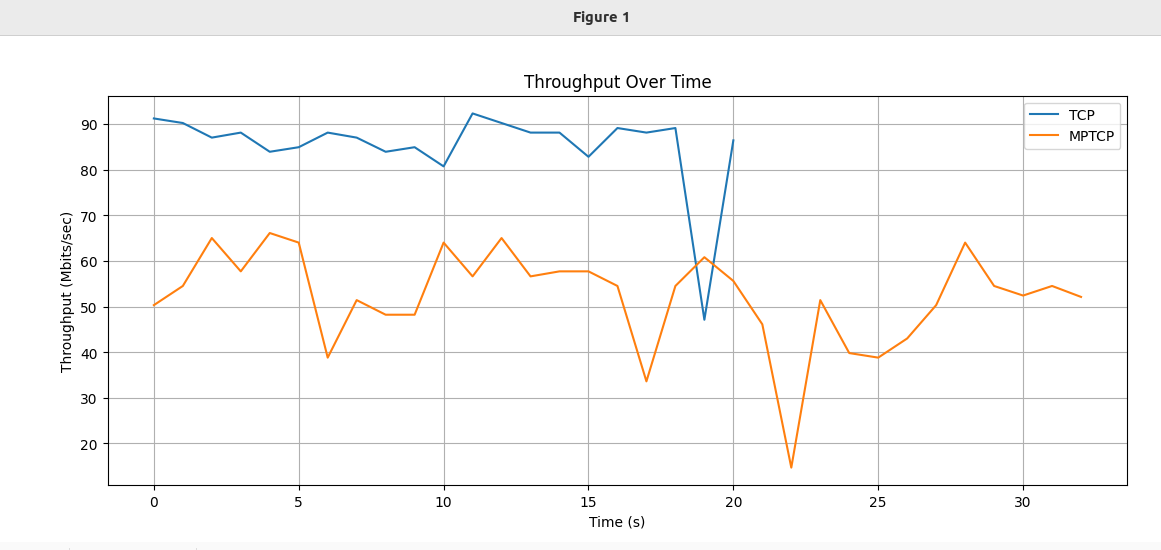 Figure 1
Throughput Over Time
TCP
MPTCP
Throughput (Mbits/sec)
90
80
70
60
50
40
30
20
0 5 10 15 20 25 30
Time (s)